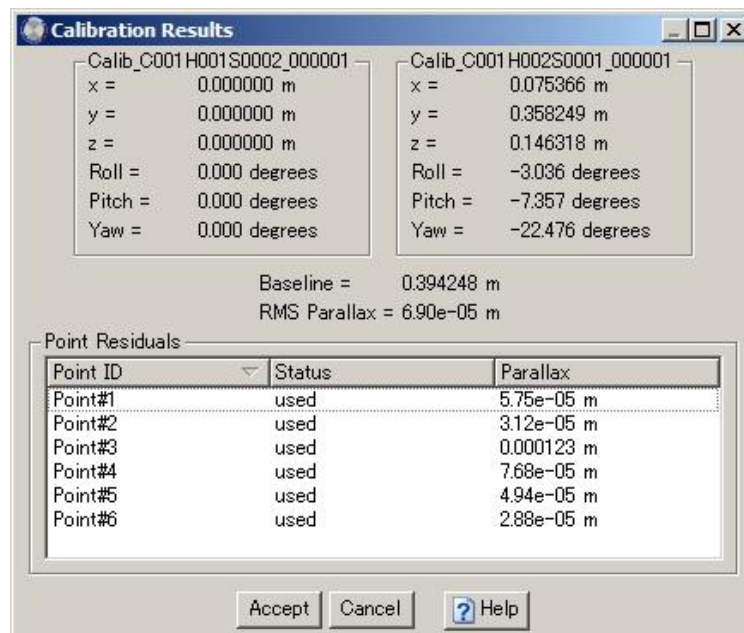 Calibration Results
Calib_C001H001S0002_000001
x = 0.000000 m
y = 0.000000 m
z = 0.000000 m
Roll = 0.000 degrees
Pitch = 0.000 degrees
Yaw = 0.000 degrees
Calib_C001H002S0001_000001
x = 0.075366 m
y = 0.358249 m
z = 0.146318 m
Roll = -3.036 degrees
Pitch = -7.357 degrees
Yaw = -22.476 degrees
Baseline = 0.394248 m
RMS Parallax = 6.90e-05 m
Point Residuals
Point ID Status Parallax
Point#1 used 5.75e-05 m
Point#2 used 3.12e-05 m
Point#3 used 0.000123 m
Point#4 used 7.68e-05 m
Point#5 used 4.94e-05 m
Point#6 used 2.88e-05 m
Accept Cancel ? Help